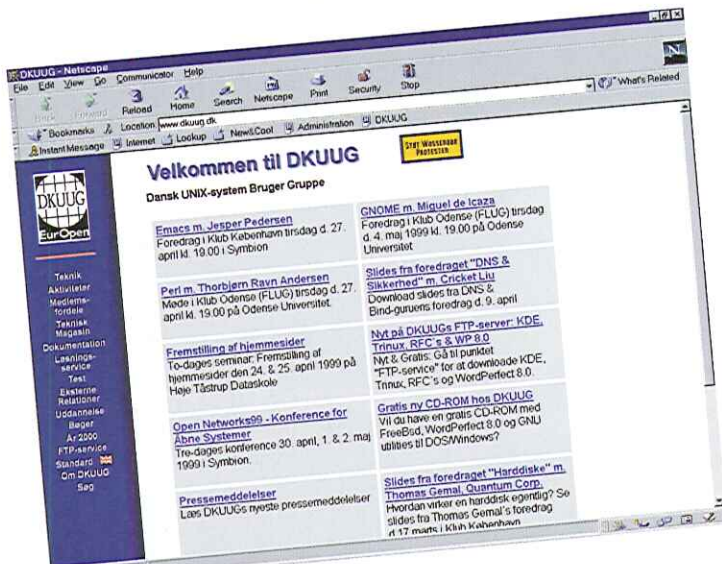 DKUUG - Netscape
File Edit View Go Communicator Help
Back Forward Reload Home Search Netscape Print Security Stop
Bookmarks Location www.dkuug.dk What's Related
Instant Message Internet Lookup New&Cool Administration DKUUG
DKUUG
EurOpen
Teknik
Aktiviteter
Medlems-
fordele
Teknisk
Magasin
Dokumentation
Løsnings-
service
Test
Eksterne
Relationer
Uddannelse
Bøger
År 2000
FTP-service
Standard
Om DKUUG
Søg
Velkommen til DKUUG
Dansk UNIX-system Bruger Gruppe
STØT WASSENAAR
PROTESTEN
Emacs m. Jesper Pedersen
Foredrag i Klub København tirsdag d. 27.
april kl. 19.00 i Symbion
Perl m. Thorbjørn Ravn Andersen
Møde i Klub Odense (FLUG) tirsdag d. 27.
april kl. 19.00 på Odense Universitet.
Fremstilling af hjemmesider
To-dages seminar: Fremstilling af
hjemmesider den 24. & 25. april 1999 på
Høje Tåstrup Dataskole
Open Networks99 - Konference for
Åbne Systemer
Tre-dages konference 30. april, 1. & 2. maj
1999 i Symbion.
Pressemeddelelser
Læs DKUUGs nyeste pressemeddelelser
GNOME m. Miguel de Icaza
Foredrag i Klub Odense (FLUG) tirsdag
d. 4. maj 1999 kl. 19.00 på Odense
Universitet
Slides fra foredraget "DNS &
Sikkerhed" m. Cricket Liu
Download slides fra DNS &
Bind-guruens foredrag d. 9. april
Nyt på DKUUGs FTP-server: KDE,
Trinux, RFC's & WP 8.0
Nyt & Gratis: Gå til punktet
"FTP-service" for at downloade KDE,
Trinux, RFC's og WordPerfect 8.0.
Gratis ny CD-ROM hos DKUUG
Vil du have en gratis CD-ROM med
FreeBsd, WordPerfect 8.0 og GNU
utilities til DOS/Windows?
Slides fra foredraget "Harddiske" m.
Thomas Gemal, Quantum Corp.
Hvordan virker en harddisk egentlig? Se
slides fra Thomas Gemal's foredrag
d 17 marts i Klub København